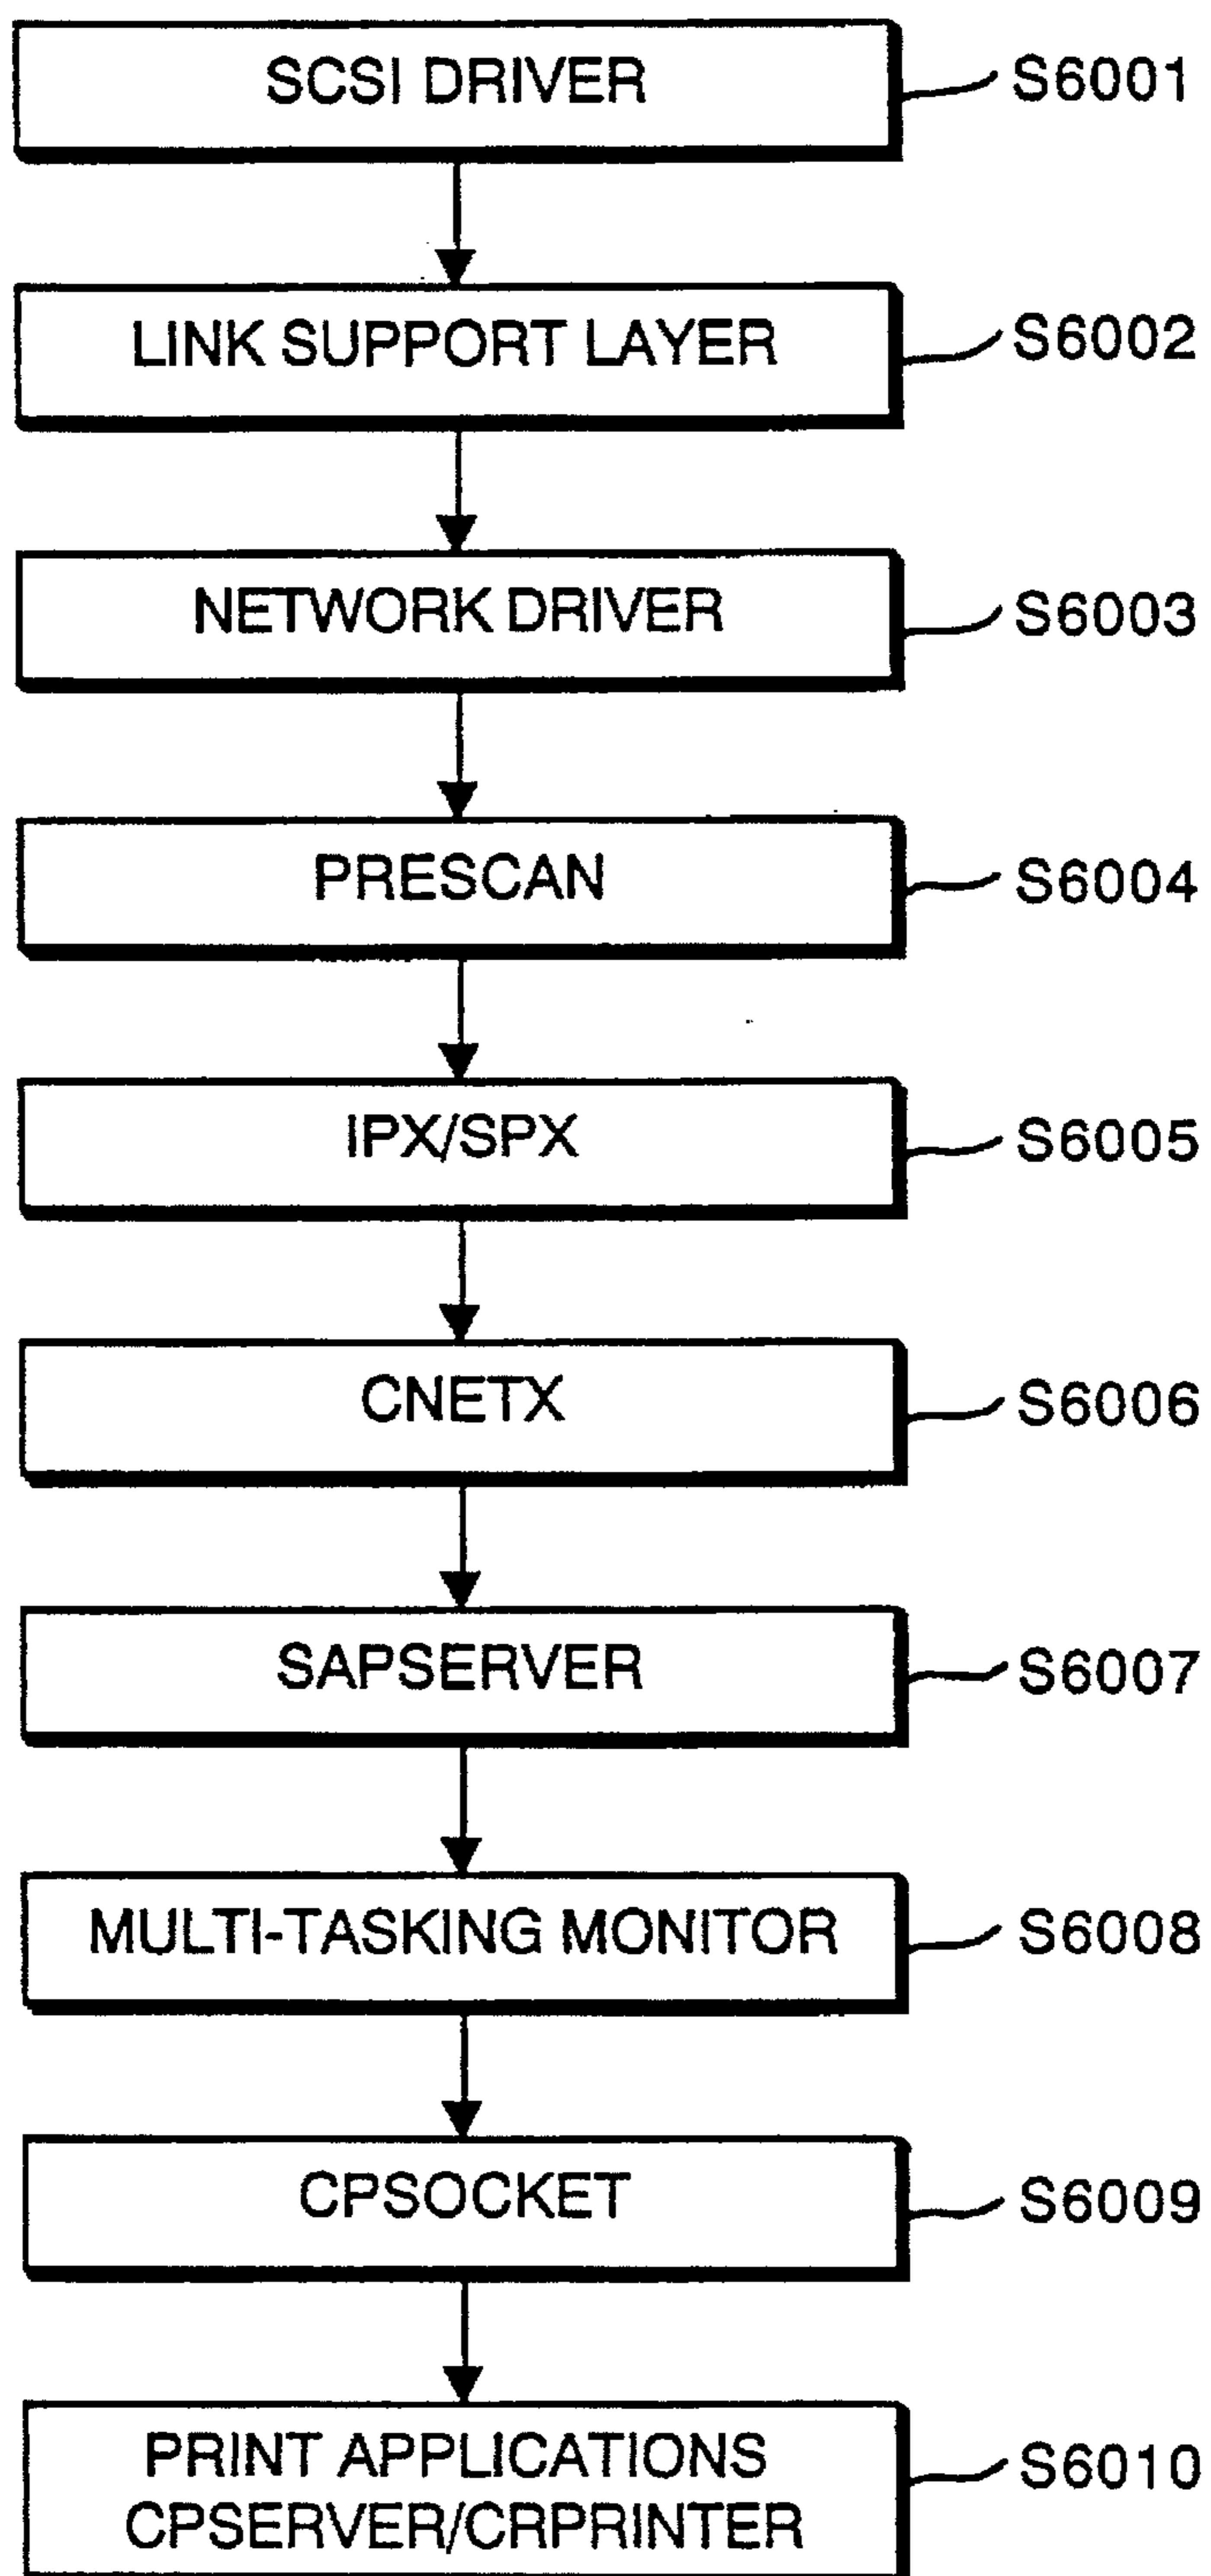 SCSI DRIVER S6001
LINK SUPPORT LAYER S6002
NETWORK DRIVER S6003
PRESCAN S6004
IPX/SPX S6005
CNETX S6006
SAPSERVER S6007
MULTI-TASKING MONITOR S6008
CPSOCKET S6009
PRINT APPLICATIONS S6010
CPSERVER/CRPRINTER